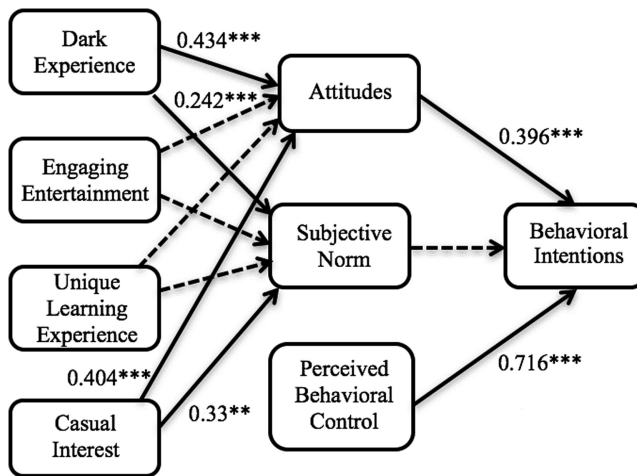 Dark
Experience
0.434***
0.242***
Attitudes
0.396***
Engaging
Entertainment
Subjective
Norm
Behavioral
Intentions
Unique
Learning
Experience
0.404***
0.33**
Perceived
Behavioral
Control
0.716***
Casual
Interest